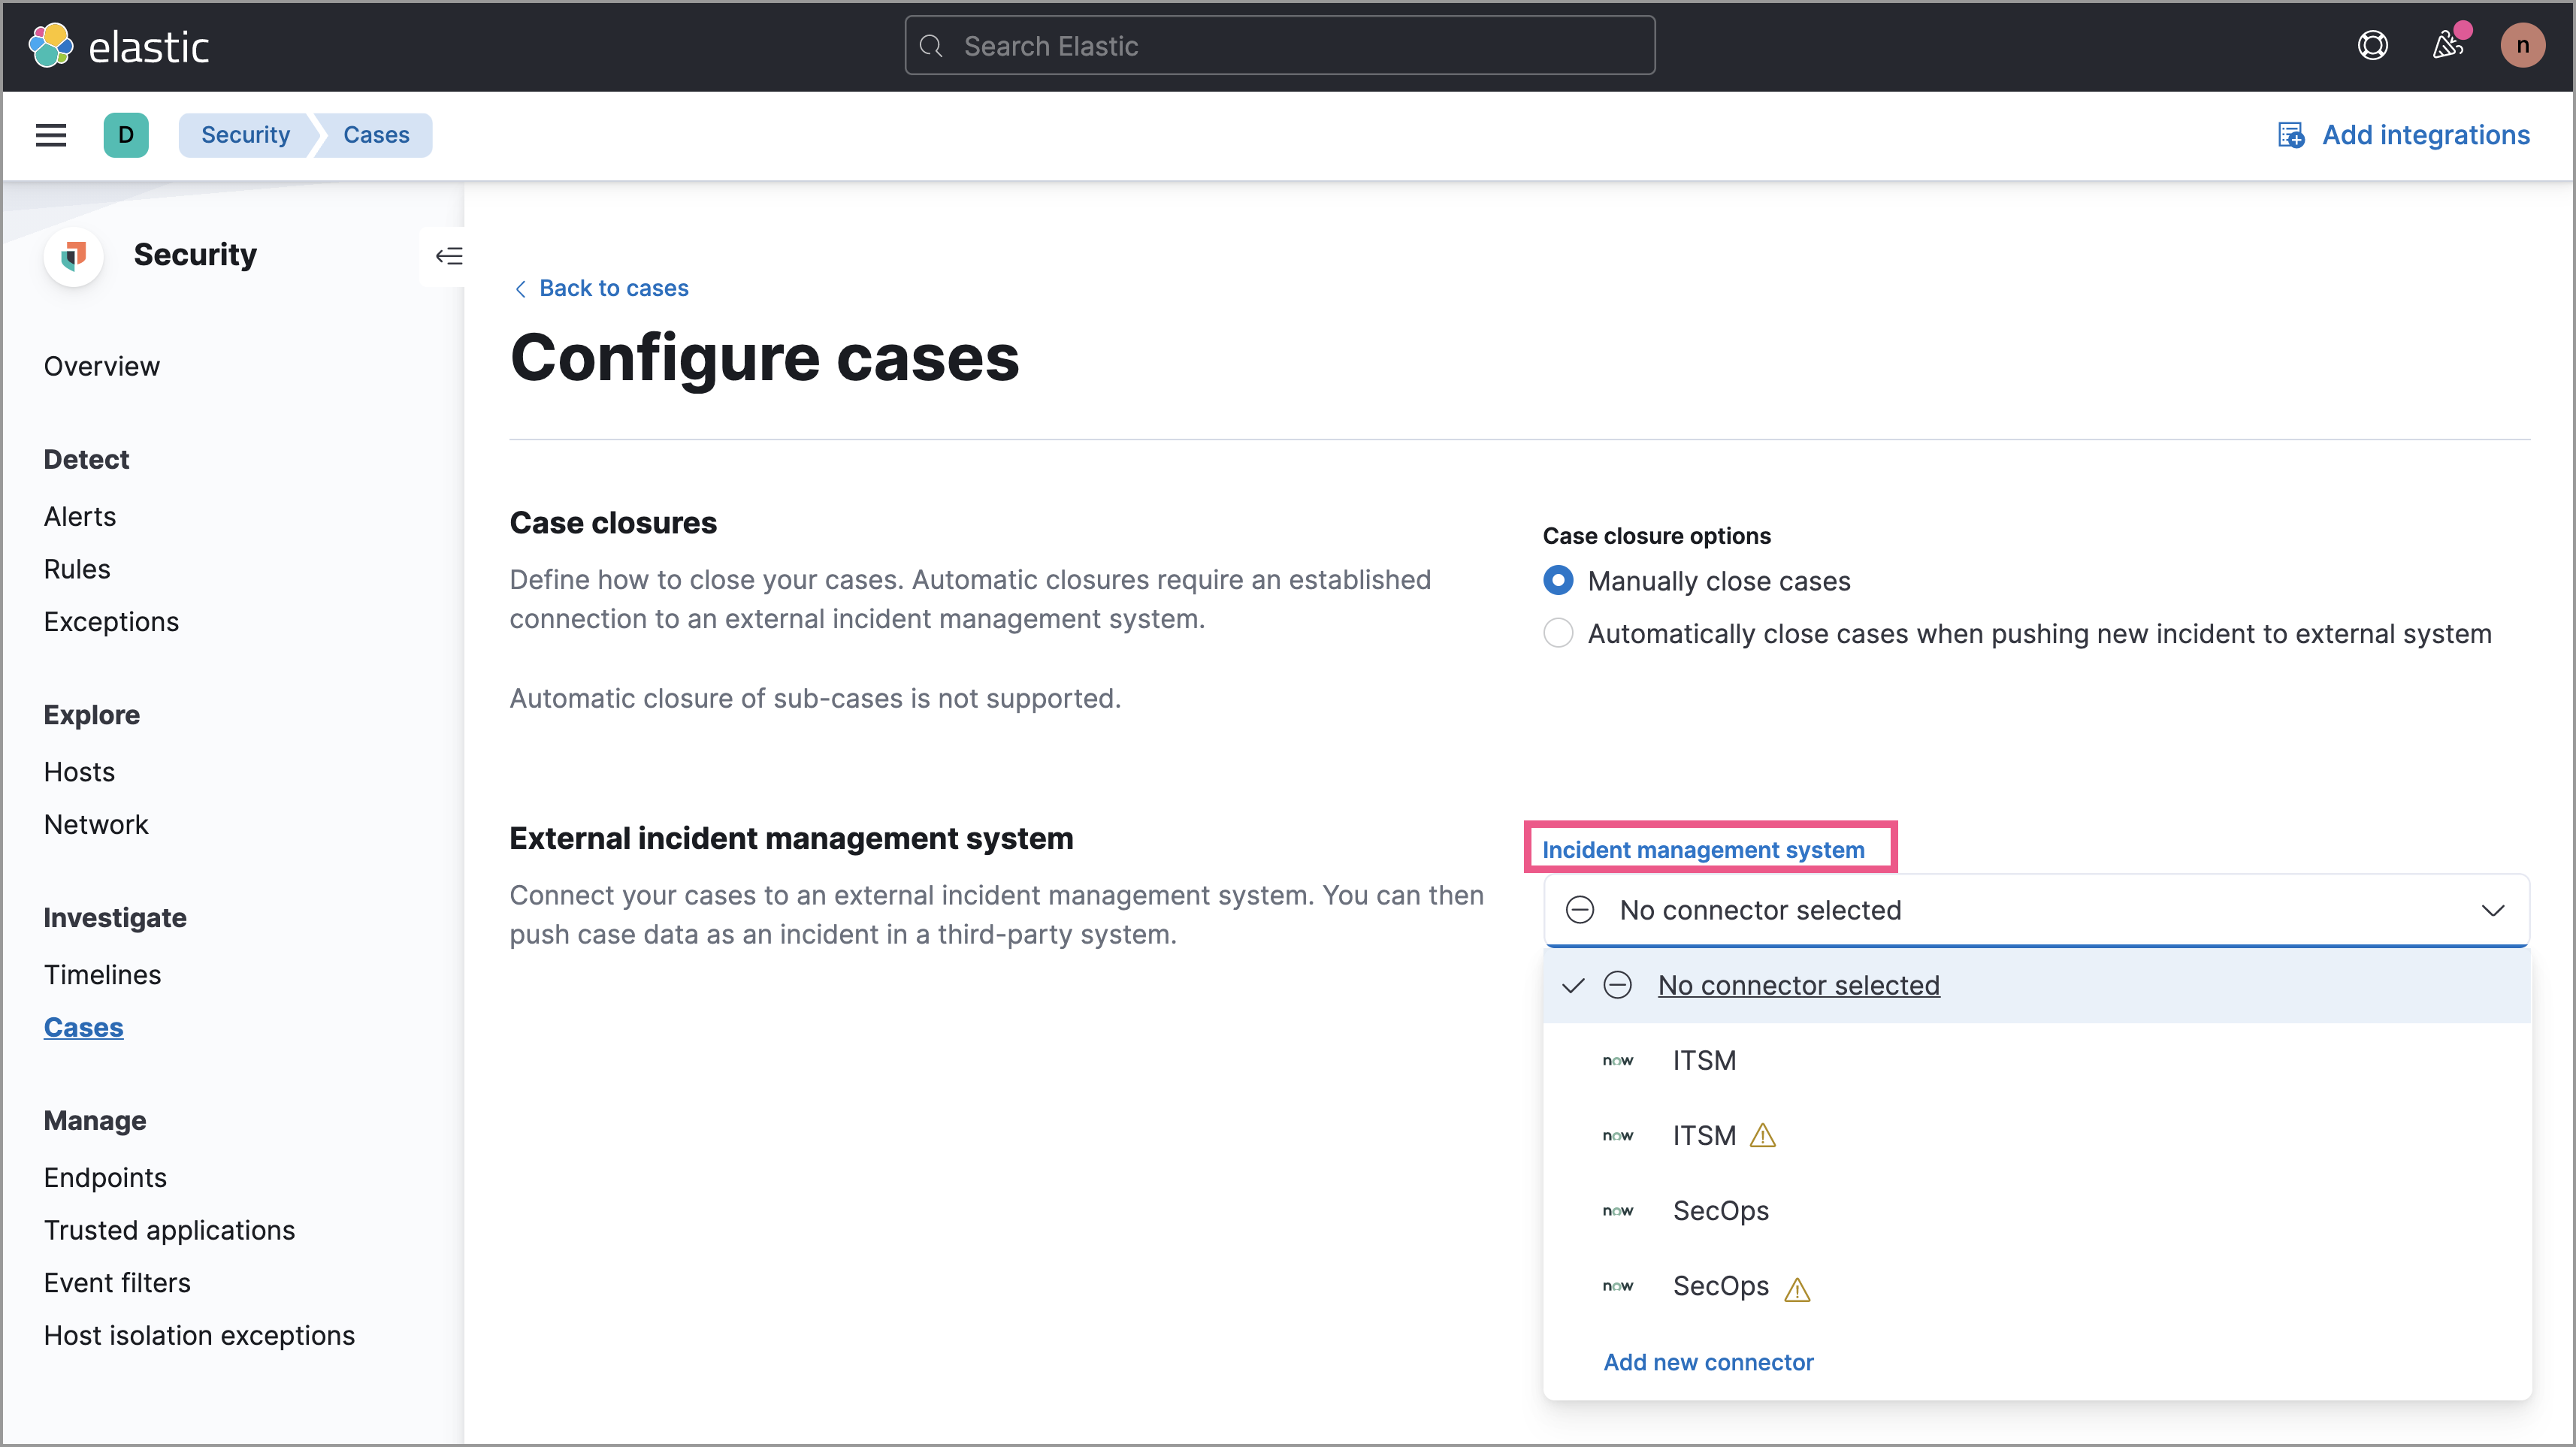 elastic
Search Elastic
n
D
Security
Cases
Add integrations
Security
Overview
Detect
Alerts
Rules
Exceptions
Explore
Hosts
Network
Investigate
Timelines
Cases
Manage
Endpoints
Trusted applications
Event filters
Host isolation exceptions
Back to cases
Configure cases
Case closures
Define how to close your cases. Automatic closures require an established
connection to an external incident management system.
Automatic closure of sub-cases is not supported.
Case closure options
Manually close cases
Automatically close cases when pushing new incident to external system
External incident management system
Connect your cases to an external incident management system. You can then
push case data as an incident in a third-party system.
Incident management system
No connector selected
No connector selected
now ITSM
now ITSM
now SecOps
now SecOps
Add new connector